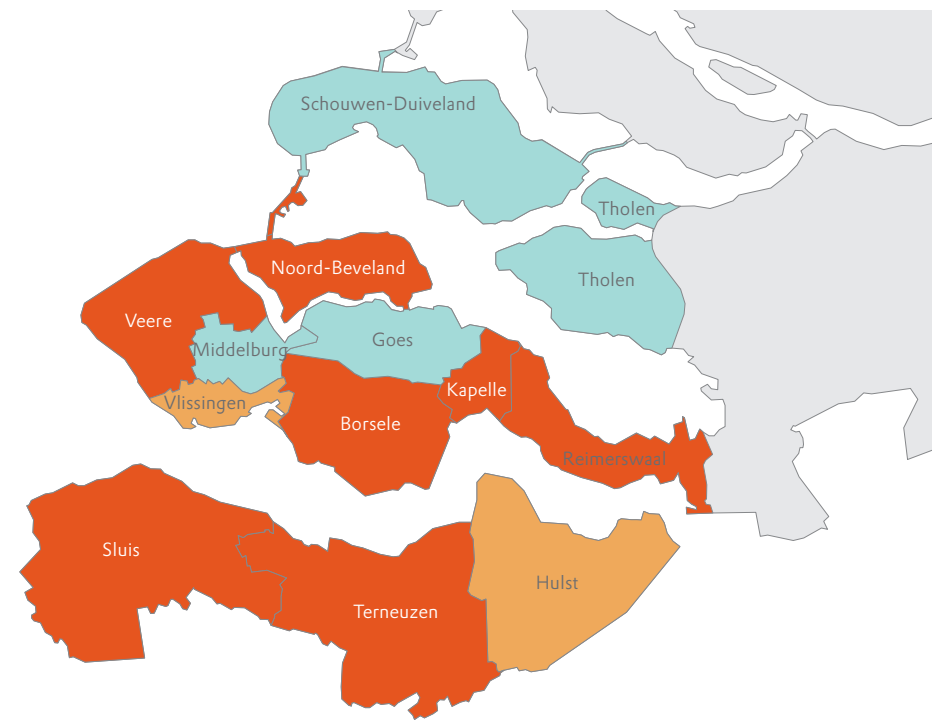 Schouwen-Duiveland
Tholen
Noord-Beveland
Tholen
Veere
Goes
Middelburg
Kapelle
Vlissingen
Borsele
Reimerswaal
Sluis
Hulst
Terneuzen